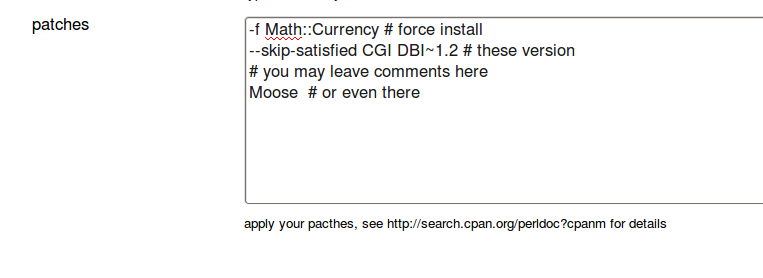 patches
-f Math::Currency # force install
--skip-satisfied CGI DBI~1.2 # these version
# you may leave comments here
Moose  # or even there
apply your pacthes, see http://search.cpan.org/perldoc?cpanm for details